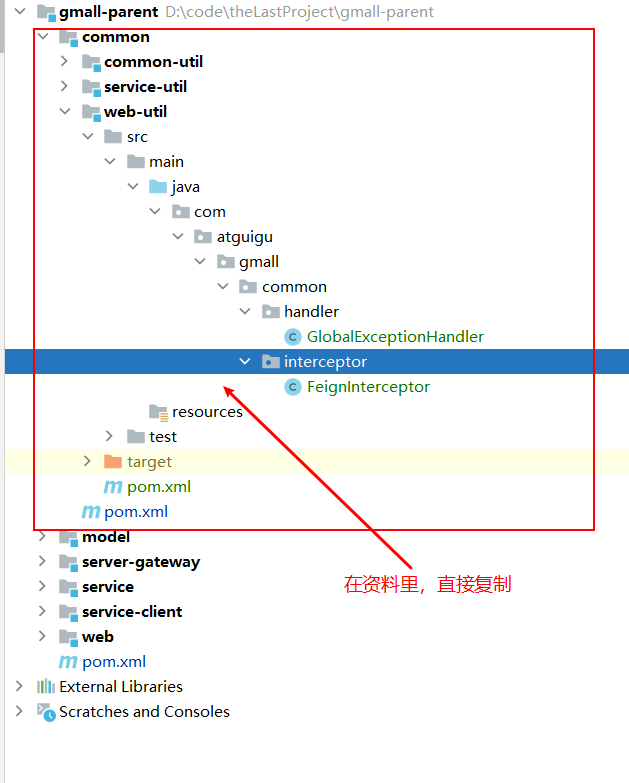 gmall-parent D:\code\theLastProject\gmall-parent
common
common-util
service-util
web-util
src
main
java
com
atguigu
gmall
common
handler
GlobalExceptionHandler
interceptor
FeignInterceptor
resources
test
target
pom.xml
pom.xml
model
server-gateway
在资料里，直接复制
service
service-client
web
pom.xml
External Libraries
Scratches and Consoles